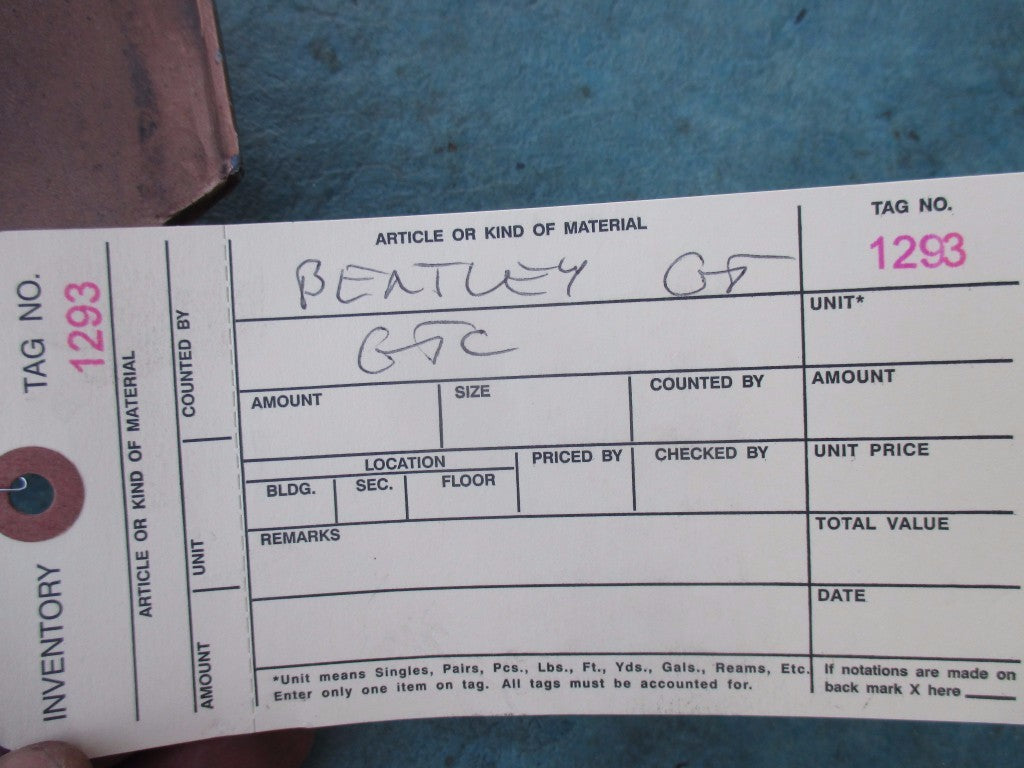 TAG NO.
1293
INVENTORY
ARTICLE OR KIND OF MATERIAL
COUNTED BY
UNIT
AMOUNT
ARTICLE OR KIND OF MATERIAL
BENTLEY GT
GTC
TAG NO.
1293
UNIT*
AMOUNT
SIZE
COUNTED BY
AMOUNT
LOCATION
BLDG.
SEC.
FLOOR
PRICED BY
CHECKED BY
UNIT PRICE
REMARKS
TOTAL VALUE
DATE
*Unit means Singles, Pairs, Pcs., Lbs., Ft., Yds., Gals., Reams, Etc.
Enter only one item on tag. All tags must be accounted for.
If notations are made on
back mark X here